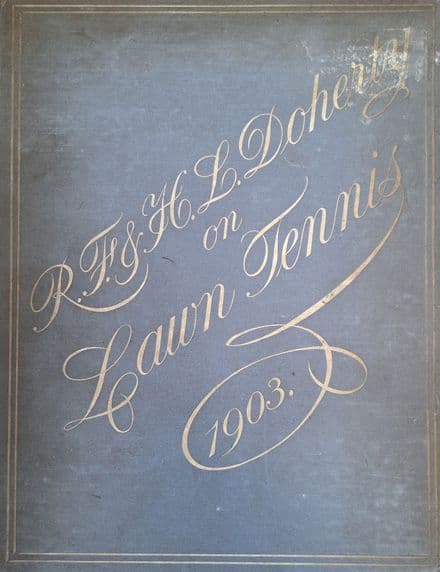 R.F. & H.L. Doherty
on
Lawn Tennis
1903.